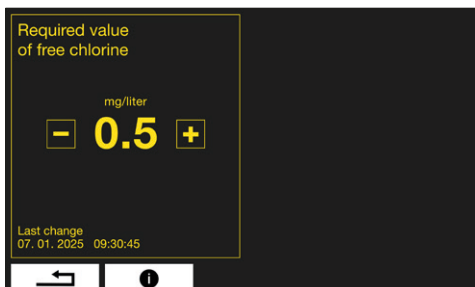 Required value
of free chlorine
mg/liter
− 0.5 +
Last change
07. 01. 2025 09:30:45
i